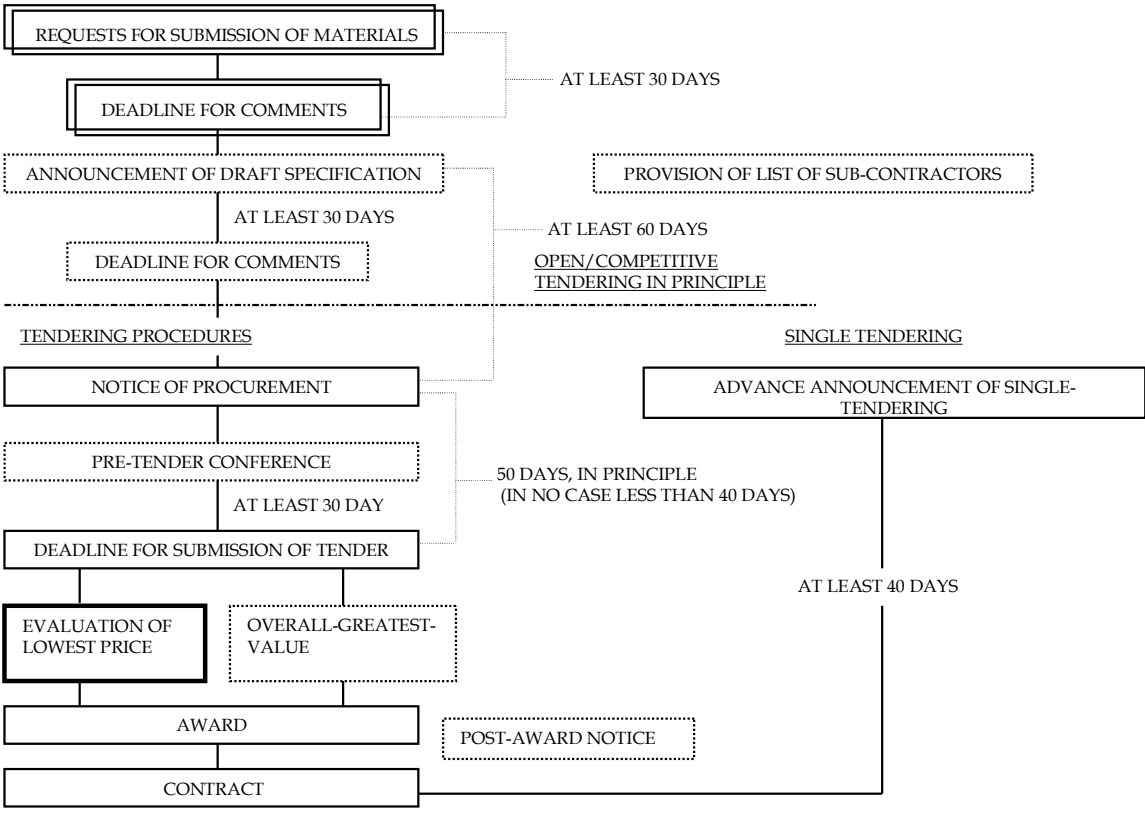 REQUESTS FOR SUBMISSION OF MATERIALS
AT LEAST 30 DAYS
DEADLINE FOR COMMENTS
ANNOUNCEMENT OF DRAFT SPECIFICATION
PROVISION OF LIST OF SUB-CONTRACTORS
AT LEAST 30 DAYS
AT LEAST 60 DAYS
DEADLINE FOR COMMENTS
OPEN/COMPETITIVE
TENDERING IN PRINCIPLE
TENDERING PROCEDURES
SINGLE TENDERING
NOTICE OF PROCUREMENT
ADVANCE ANNOUNCEMENT OF SINGLE-
TENDERING
PRE-TENDER CONFERENCE
50 DAYS, IN PRINCIPLE
(IN NO CASE LESS THAN 40 DAYS)
AT LEAST 30 DAY
DEADLINE FOR SUBMISSION OF TENDER
AT LEAST 40 DAYS
EVALUATION OF
LOWEST PRICE
OVERALL-GREATEST-
VALUE
AWARD
POST-AWARD NOTICE
CONTRACT